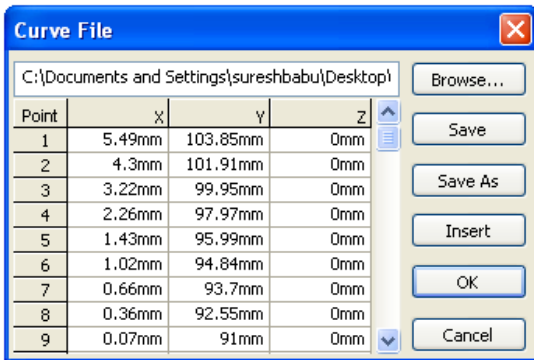 Curve File
C:\Documents and Settings\sureshbabu\Desktop\
Browse...
Point X Y Z
1 5.49mm 103.85mm 0mm
2 4.3mm 101.91mm 0mm
3 3.22mm 99.95mm 0mm
4 2.26mm 97.97mm 0mm
5 1.43mm 95.99mm 0mm
6 1.02mm 94.84mm 0mm
7 0.66mm 93.7mm 0mm
8 0.36mm 92.55mm 0mm
9 0.07mm 91mm 0mm
Save
Save As
Insert
OK
Cancel